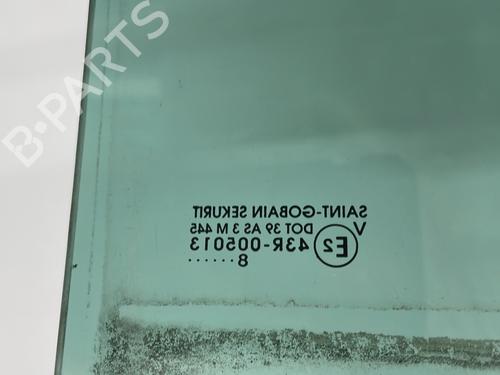 B-PARTS
SAINT-GOBAIN SEKURIT
V
DOT 39 AS 3 M 445
E2 43R-005013
8 ......